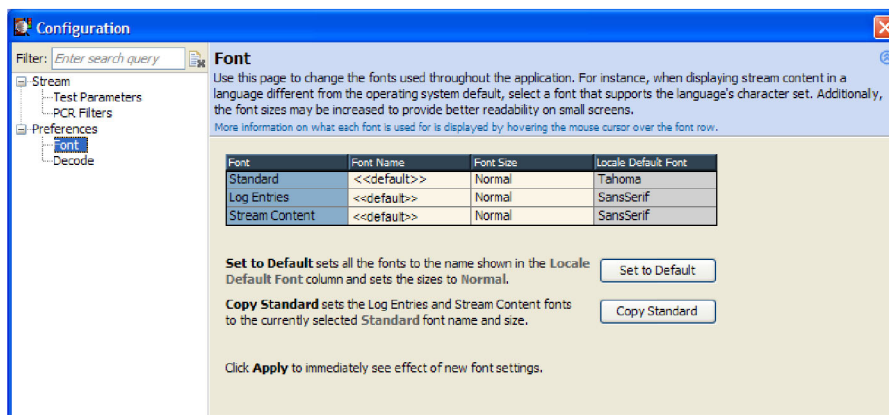 Configuration
Filter: Enter search query
Stream
Test Parameters
PCR Filters
Preferences
Font
Decode
Font
Use this page to change the fonts used throughout the application. For instance, when displaying stream content in a
language different from the operating system default, select a font that supports the language's character set. Additionally,
the font sizes may be increased to provide better readability on small screens.
More information on what each font is used for is displayed by hovering the mouse cursor over the font row.
Font Font Name Font Size Locale Default Font
Standard <<default>> Normal Tahoma
Log Entries <<default>> Normal SansSerif
Stream Content <<default>> Normal SansSerif
Set to Default sets all the fonts to the name shown in the Locale
Default Font column and sets the sizes to Normal.
Set to Default
Copy Standard sets the Log Entries and Stream Content fonts
to the currently selected Standard font name and size.
Copy Standard
Click Apply to immediately see effect of new font settings.